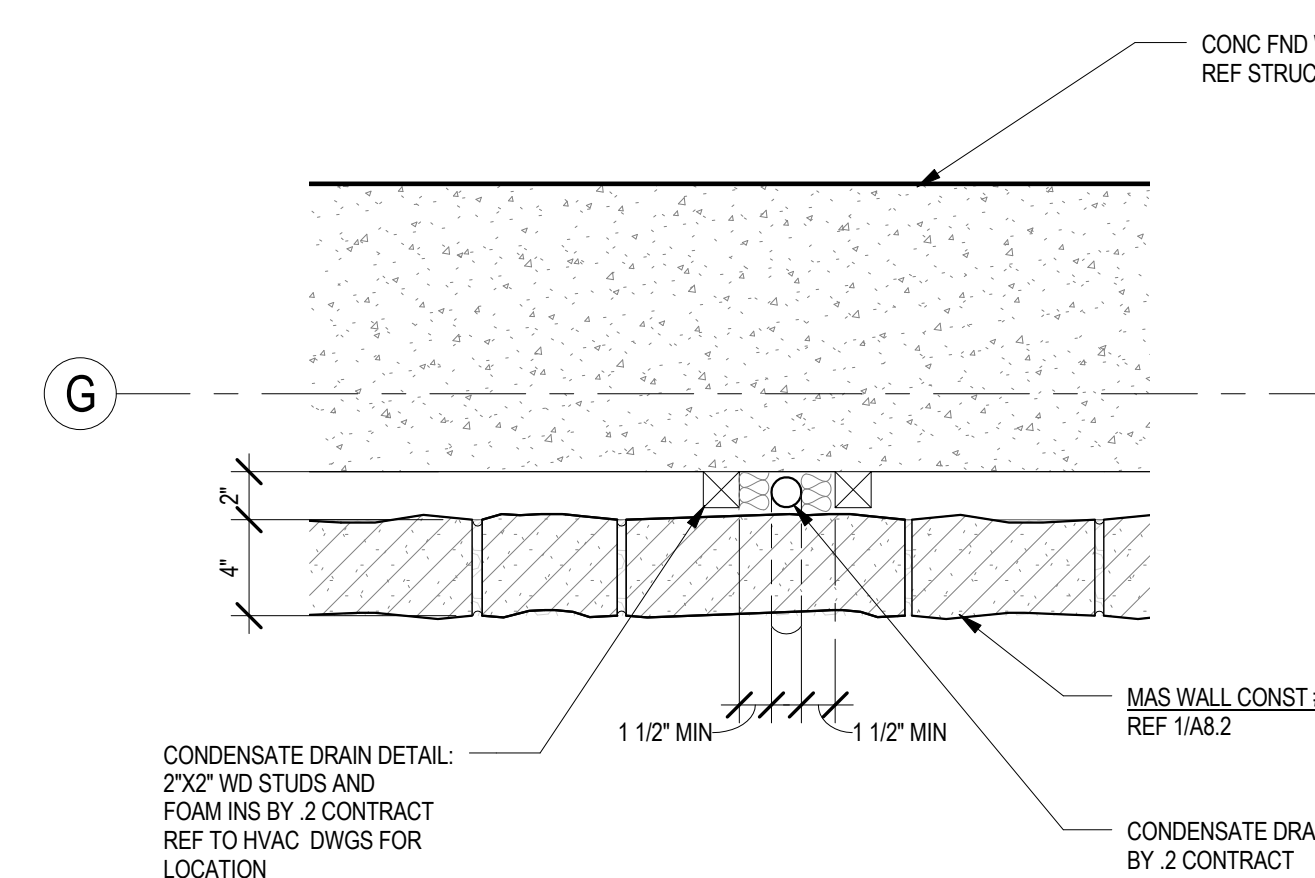 CONC FND
REF STRUC
G
2"
4"
1 1/2" MIN
1 1/2" MIN
MAS WALL CONST
REF 1/A8.2
CONDENSATE DRAIN DETAIL:
2"X2" WD STUDS AND
FOAM INS BY .2 CONTRACT
REF TO HVAC DWGS FOR
LOCATION
CONDENSATE DRA
BY .2 CONTRACT